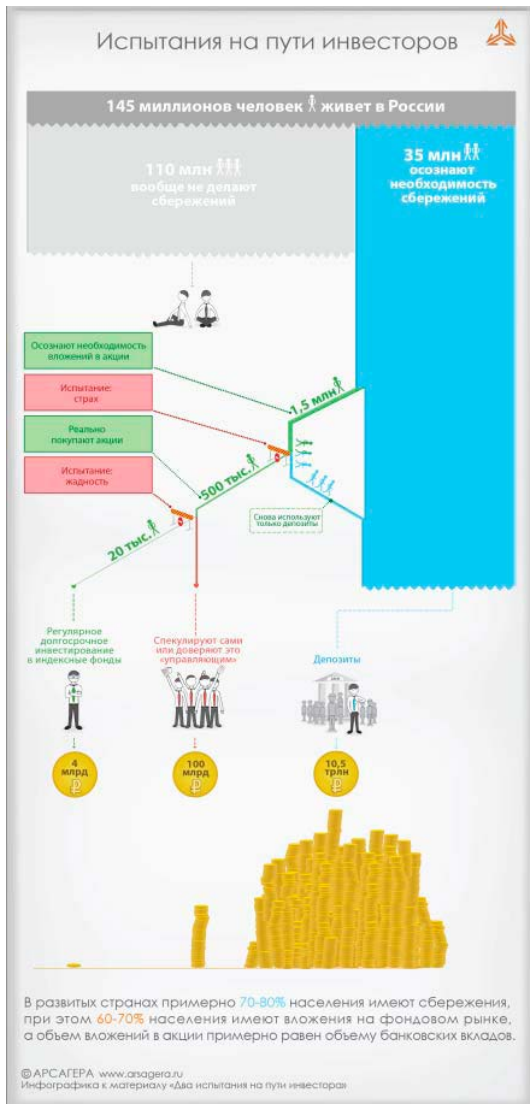 Испытания на пути инвесторов
145 миллионов человек живет в России
110 млн
вообще не делают
сбережений
35 млн
осознают
необходимость
сбережений
Осознают необходимость
вложений в акции
Испытание:
страх
Реально
покупают акции
Испытание:
жадность
1,5 млн
500 тыс.
20 тыс.
Снова используют
только депозиты
Регулярное
долгосрочное
инвестирование
в индексные фонды
Спекулируют сами
или доверяют это
«управляющим»
Депозиты
4
млрд
₽
100
млрд
₽
10,5
трлн
₽
В развитых странах примерно 70-80% населения имеют сбережения,
при этом 60-70% населения имеют вложения на фондовом рынке,
а объем вложений в акции примерно равен объему банковских вкладов.
© АРСАГЕРА www.arsagera.ru
Инфографика к материалу «Два испытания на пути инвестора»